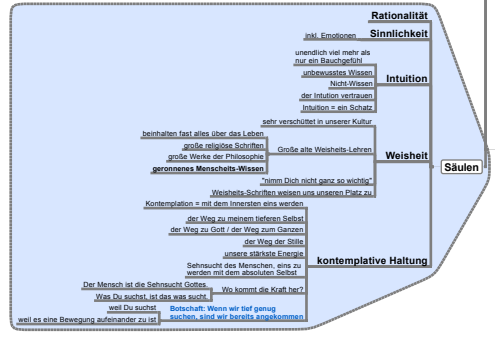 Säulen
Rationalität
Sinnlichkeit
inkl. Emotionen
Intuition
unendlich viel mehr als
nur ein Bauchgefühl
unbewusstes Wissen
Nicht-Wissen
der Intution vertrauen
Intuition = ein Schatz
Weisheit
sehr verschüttet in unserer Kultur
Große alte Weisheits-Lehren
beinhalten fast alles über das Leben
große religiöse Schriften
große Werke der Philosophie
geronnenes Menscheits-Wissen
"nimm Dich nicht ganz so wichtig"
Weisheits-Schriften weisen uns unseren Platz zu
kontemplative Haltung
Kontemplation = mit dem Innersten eins werden
der Weg zu meinem tieferen Selbst
der Weg zu Gott / der Weg zum Ganzen
der Weg der Stille
unsere stärkste Energie
Sehnsucht des Menschen, eins zu
werden mit dem absoluten Selbst
Wo kommt die Kraft her?
Der Mensch ist die Sehnsucht Gottes.
Was Du suchst, ist das was sucht.
Botschaft: Wenn wir tief genug
suchen, sind wir bereits angekommen
weil Du suchst
weil es eine Bewegung aufeinander zu ist